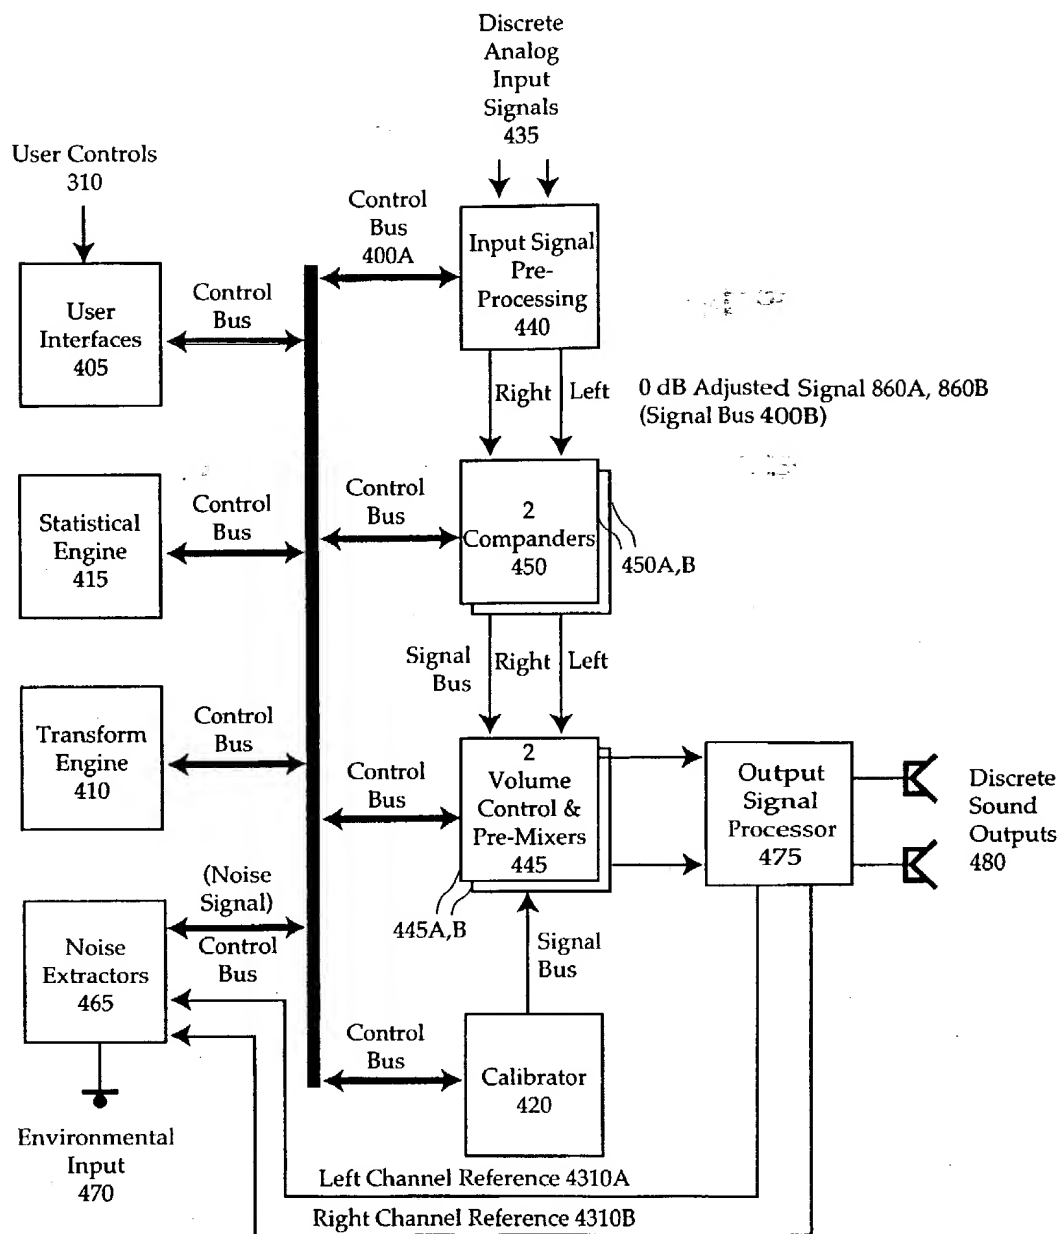 Discrete
Analog
Input
Signals
435
User Controls
310
Control
Bus
400A
Input Signal
Pre-
Processing
440
User
Interfaces
405
Control
Bus
Right
Left
0 dB Adjusted Signal 860A, 860B
(Signal Bus 400B)
Statistical
Engine
415
Control
Bus
Control
Bus
2
Companders
450
450A,B
Signal
Bus
Right
Left
Transform
Engine
410
Control
Bus
Control
Bus
2
Volume
Control &
Pre-Mixers
445
445A,B
Output
Signal
Processor
475
Discrete
Sound
Outputs
480
Noise
Extractors
465
(Noise
Signal)
Control
Bus
Signal
Bus
Control
Bus
Calibrator
420
Environmental
Input
470
Left Channel Reference 4310A
Right Channel Reference 4310B